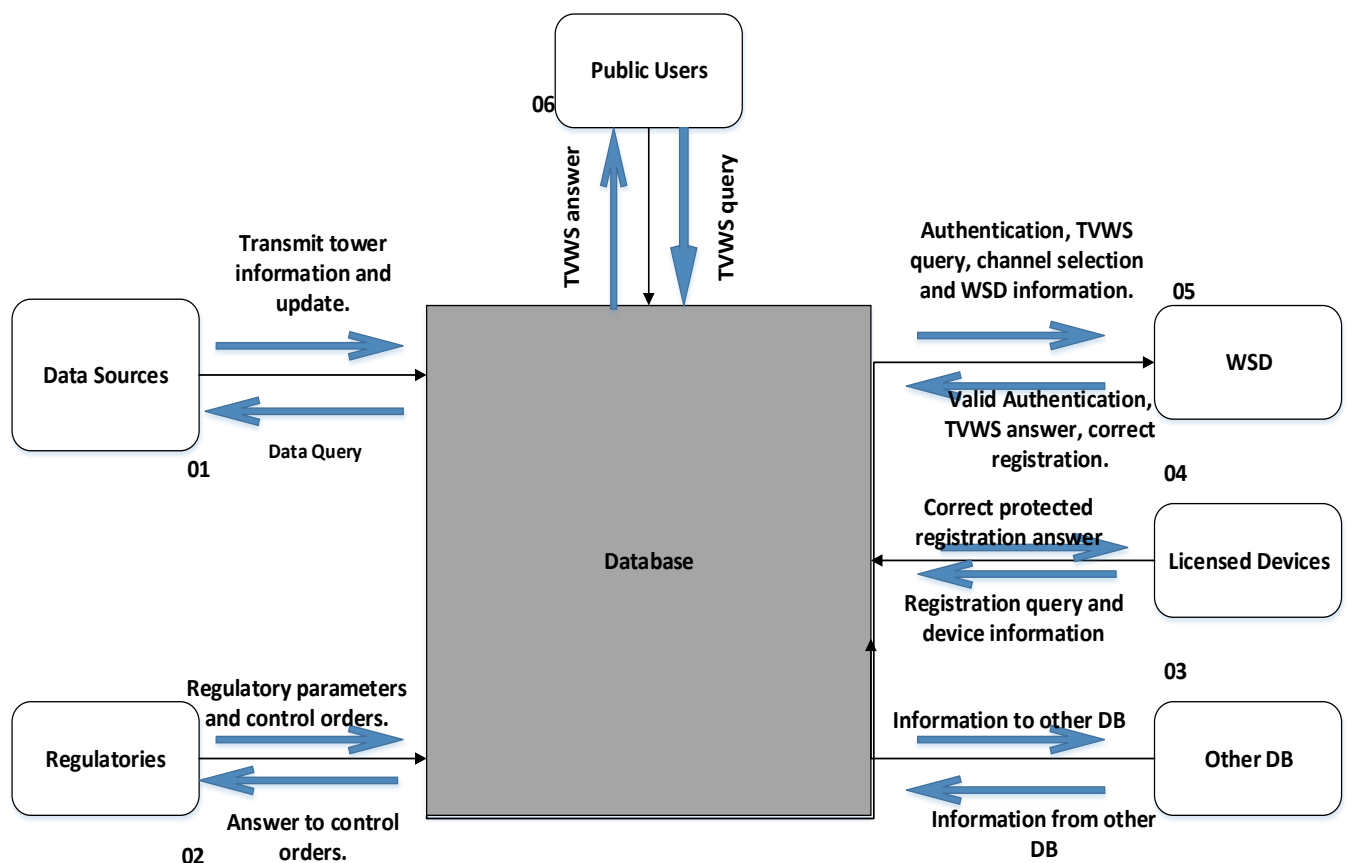 Public Users
06
TVWS answer
TVWS query
Transmit tower
information and
update.
Data Sources
Data Query
01
Authentication, TVWS
query, channel selection
and WSD information.
05
WSD
Valid Authentication,
TVWS answer, correct
registration.
04
Correct protected
registration answer
Licensed Devices
Registration query and
device information
Database
03
Regulatory parameters
and control orders.
Regulatories
Answer to control
orders.
02
Information to other DB
Other DB
Information from other
DB